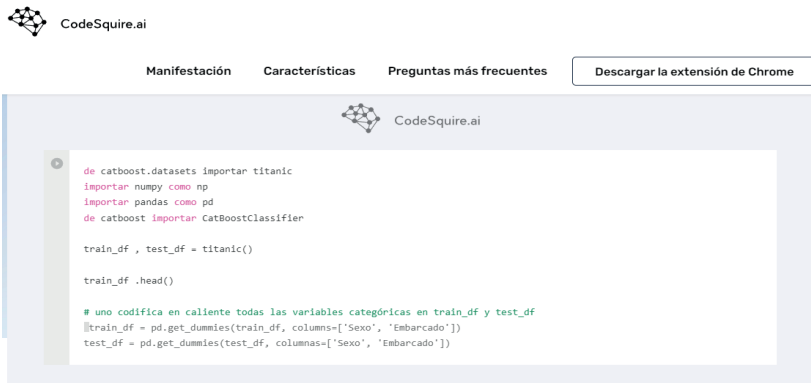 CodeSquire.ai
Manifestación Características Preguntas más frecuentes Descargar la extensión de Chrome
CodeSquire.ai
de catboost.datasets importar titanic
importar numpy como np
importar pandas como pd
de catboost importar CatBoostClassifier
train_df , test_df = titanic()
train_df .head()
# uno codifica en caliente todas las variables categóricas en train_df y test_df
train_df = pd.get_dummies(train_df, columns=['Sexo', 'Embarcado'])
test_df = pd.get_dummies(test_df, columnas=['Sexo', 'Embarcado'])